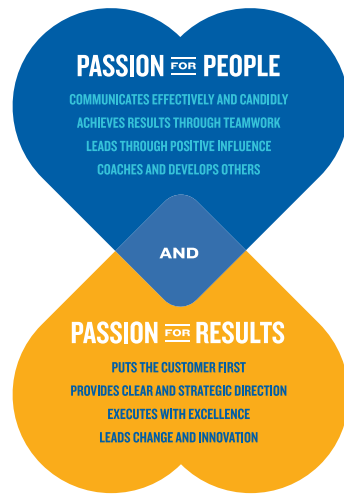 PASSION FOR PEOPLE
COMMUNICATES EFFECTIVELY AND CANDIDLY
ACHIEVES RESULTS THROUGH TEAMWORK
LEADS THROUGH POSITIVE INFLUENCE
COACHES AND DEVELOPS OTHERS
AND
PASSION FOR RESULTS
PUTS THE CUSTOMER FIRST
PROVIDES CLEAR AND STRATEGIC DIRECTION
EXECUTES WITH EXCELLENCE
LEADS CHANGE AND INNOVATION